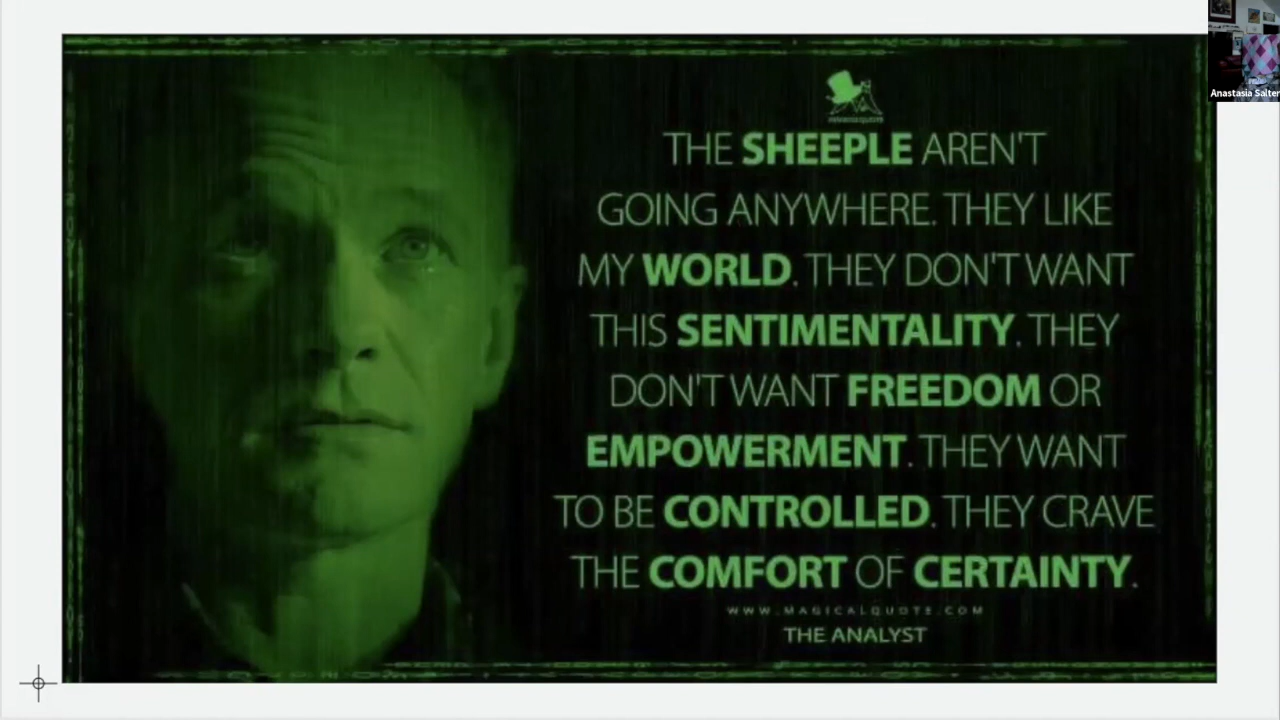 THE SHEEPLE AREN'T
GOING ANYWHERE. THEY LIKE
MY WORLD. THEY DON'T WANT
THIS SENTIMENTALITY. THEY
DON'T WANT FREEDOM OR
EMPOWERMENT. THEY WANT
TO BE CONTROLLED. THEY CRAVE
THE COMFORT OF CERTAINTY.
WWW.MAGICALQUOTE.COM
THE ANALYST
Anastasia Salter